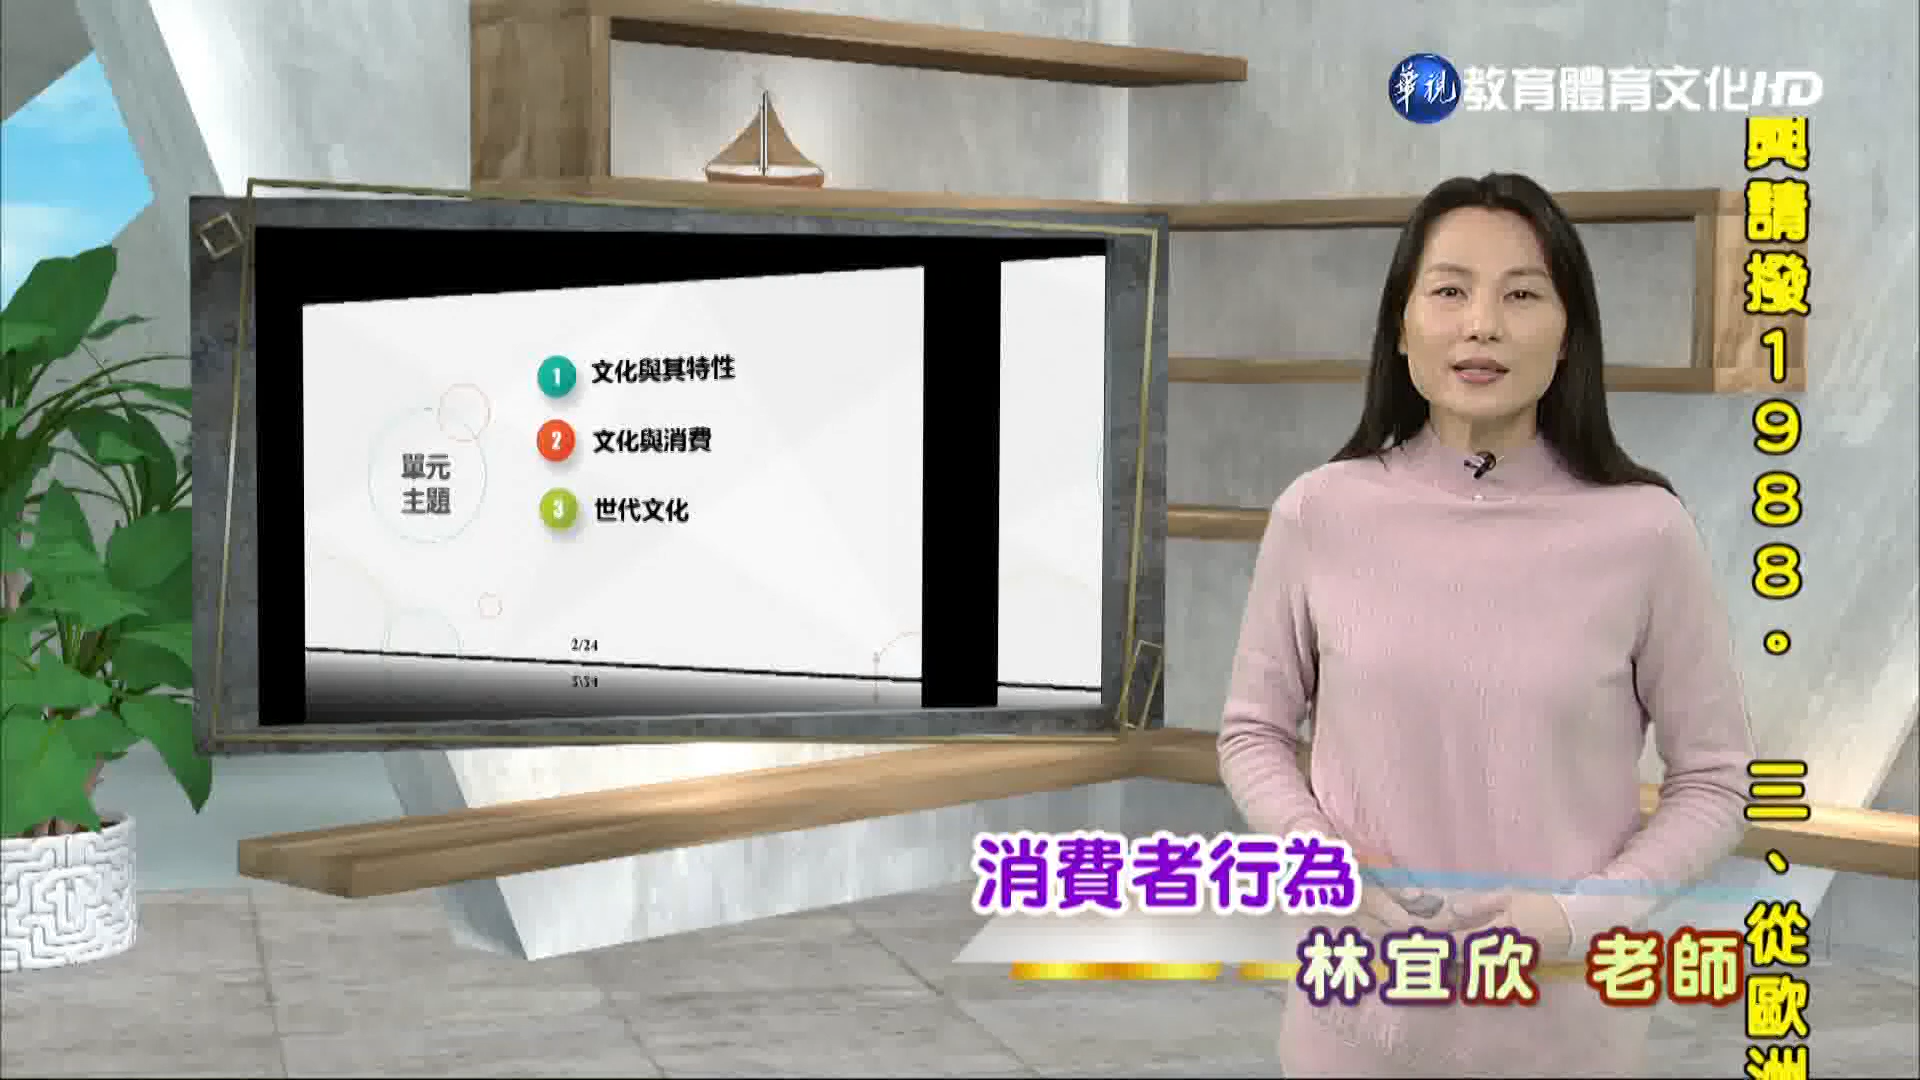 華視 教育體育文化HD
1 文化與其特性
2 文化與消費
3 世代文化
單元
主題
2/24
消費者行為
林宜欣 老師
興請撥1988。 三、從歐洲